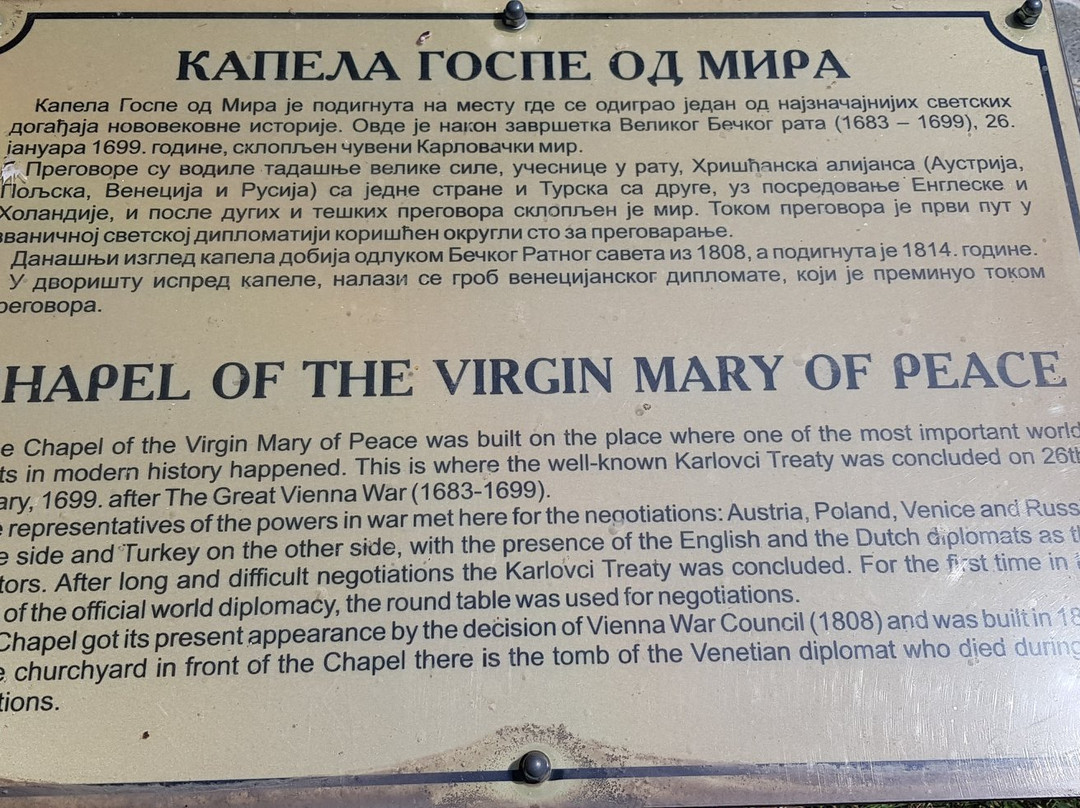 КАПЕЛА ГОСПЕ ОД МИРА
Капела Госпе од Мира је подигнута на месту где се одиграо један од најзначајнијих светских
догађаја нововековне историје. Овде је након завршетка Великог Бечког рата (1683 – 1699), 26.
јануара 1699. године, склопљен чувени Карловачки мир.
Преговоре су водиле тадашње велике силе, учеснице у рату, Хришћанска алијанса (Аустрија,
Пољска, Венеција и Русија) са једне стране и Турска са друге, уз посредовање Енглеске и
Холандије, и после дугих и тешких преговора склопљен је мир. Током преговора је први пут у
званичној светској дипломатији коришћен округли сто за преговарање.
Данашњи изглед капела добија одлуком Бечког Ратног савета из 1808, а подигнута је 1814. године.
У дворишту испред капеле, налази се гроб венецијанског дипломате, који је преминуо током
реговора.
HAPEL OF THE VIRGIN MARY OF PEACE
e Chapel of the Virgin Mary of Peace was built on the place where one of the most important world
ts in modern history happened. This is where the well-known Karlovci Treaty was concluded on 26th
ary, 1699. after The Great Vienna War (1683-1699).
e representatives of the powers in war met here for the negotiations: Austria, Poland, Venice and Russ
e side and Turkey on the other side, with the presence of the English and the Dutch diplomats as t
tors. After long and difficult negotiations the Karlovci Treaty was concluded. For the first time in
of the official world diplomacy, the round table was used for negotiations.
Chapel got its present appearance by the decision of Vienna War Council (1808) and was built in 18
e churchyard in front of the Chapel there is the tomb of the Venetian diplomat who died during
tions.